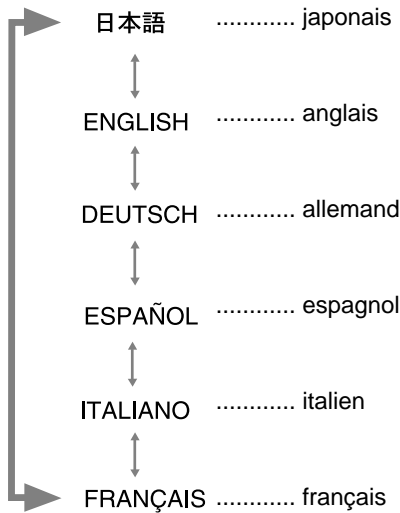 日本語 ............ japonais
ENGLISH ............ anglais
DEUTSCH ............ allemand
ESPAÑOL ............ espagnol
ITALIANO ............ italien
FRANÇAIS ............ français